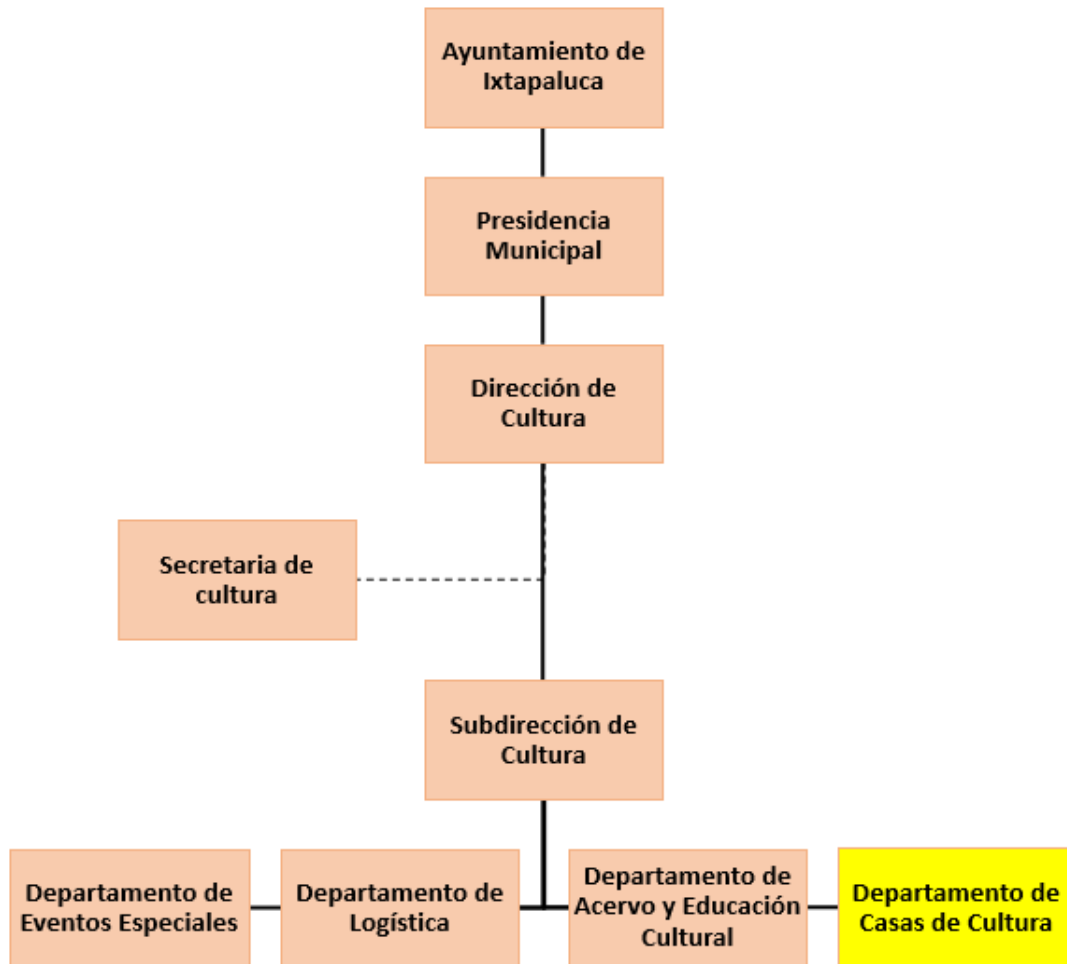 Ayuntamiento de
Ixtapaluca
Presidencia
Municipal
Dirección de
Cultura
Secretaria de
cultura
Subdirección de
Cultura
Departamento de
Eventos Especiales
Departamento de
Logística
Departamento de
Acervo y Educación
Cultural
Departamento de
Casas de Cultura